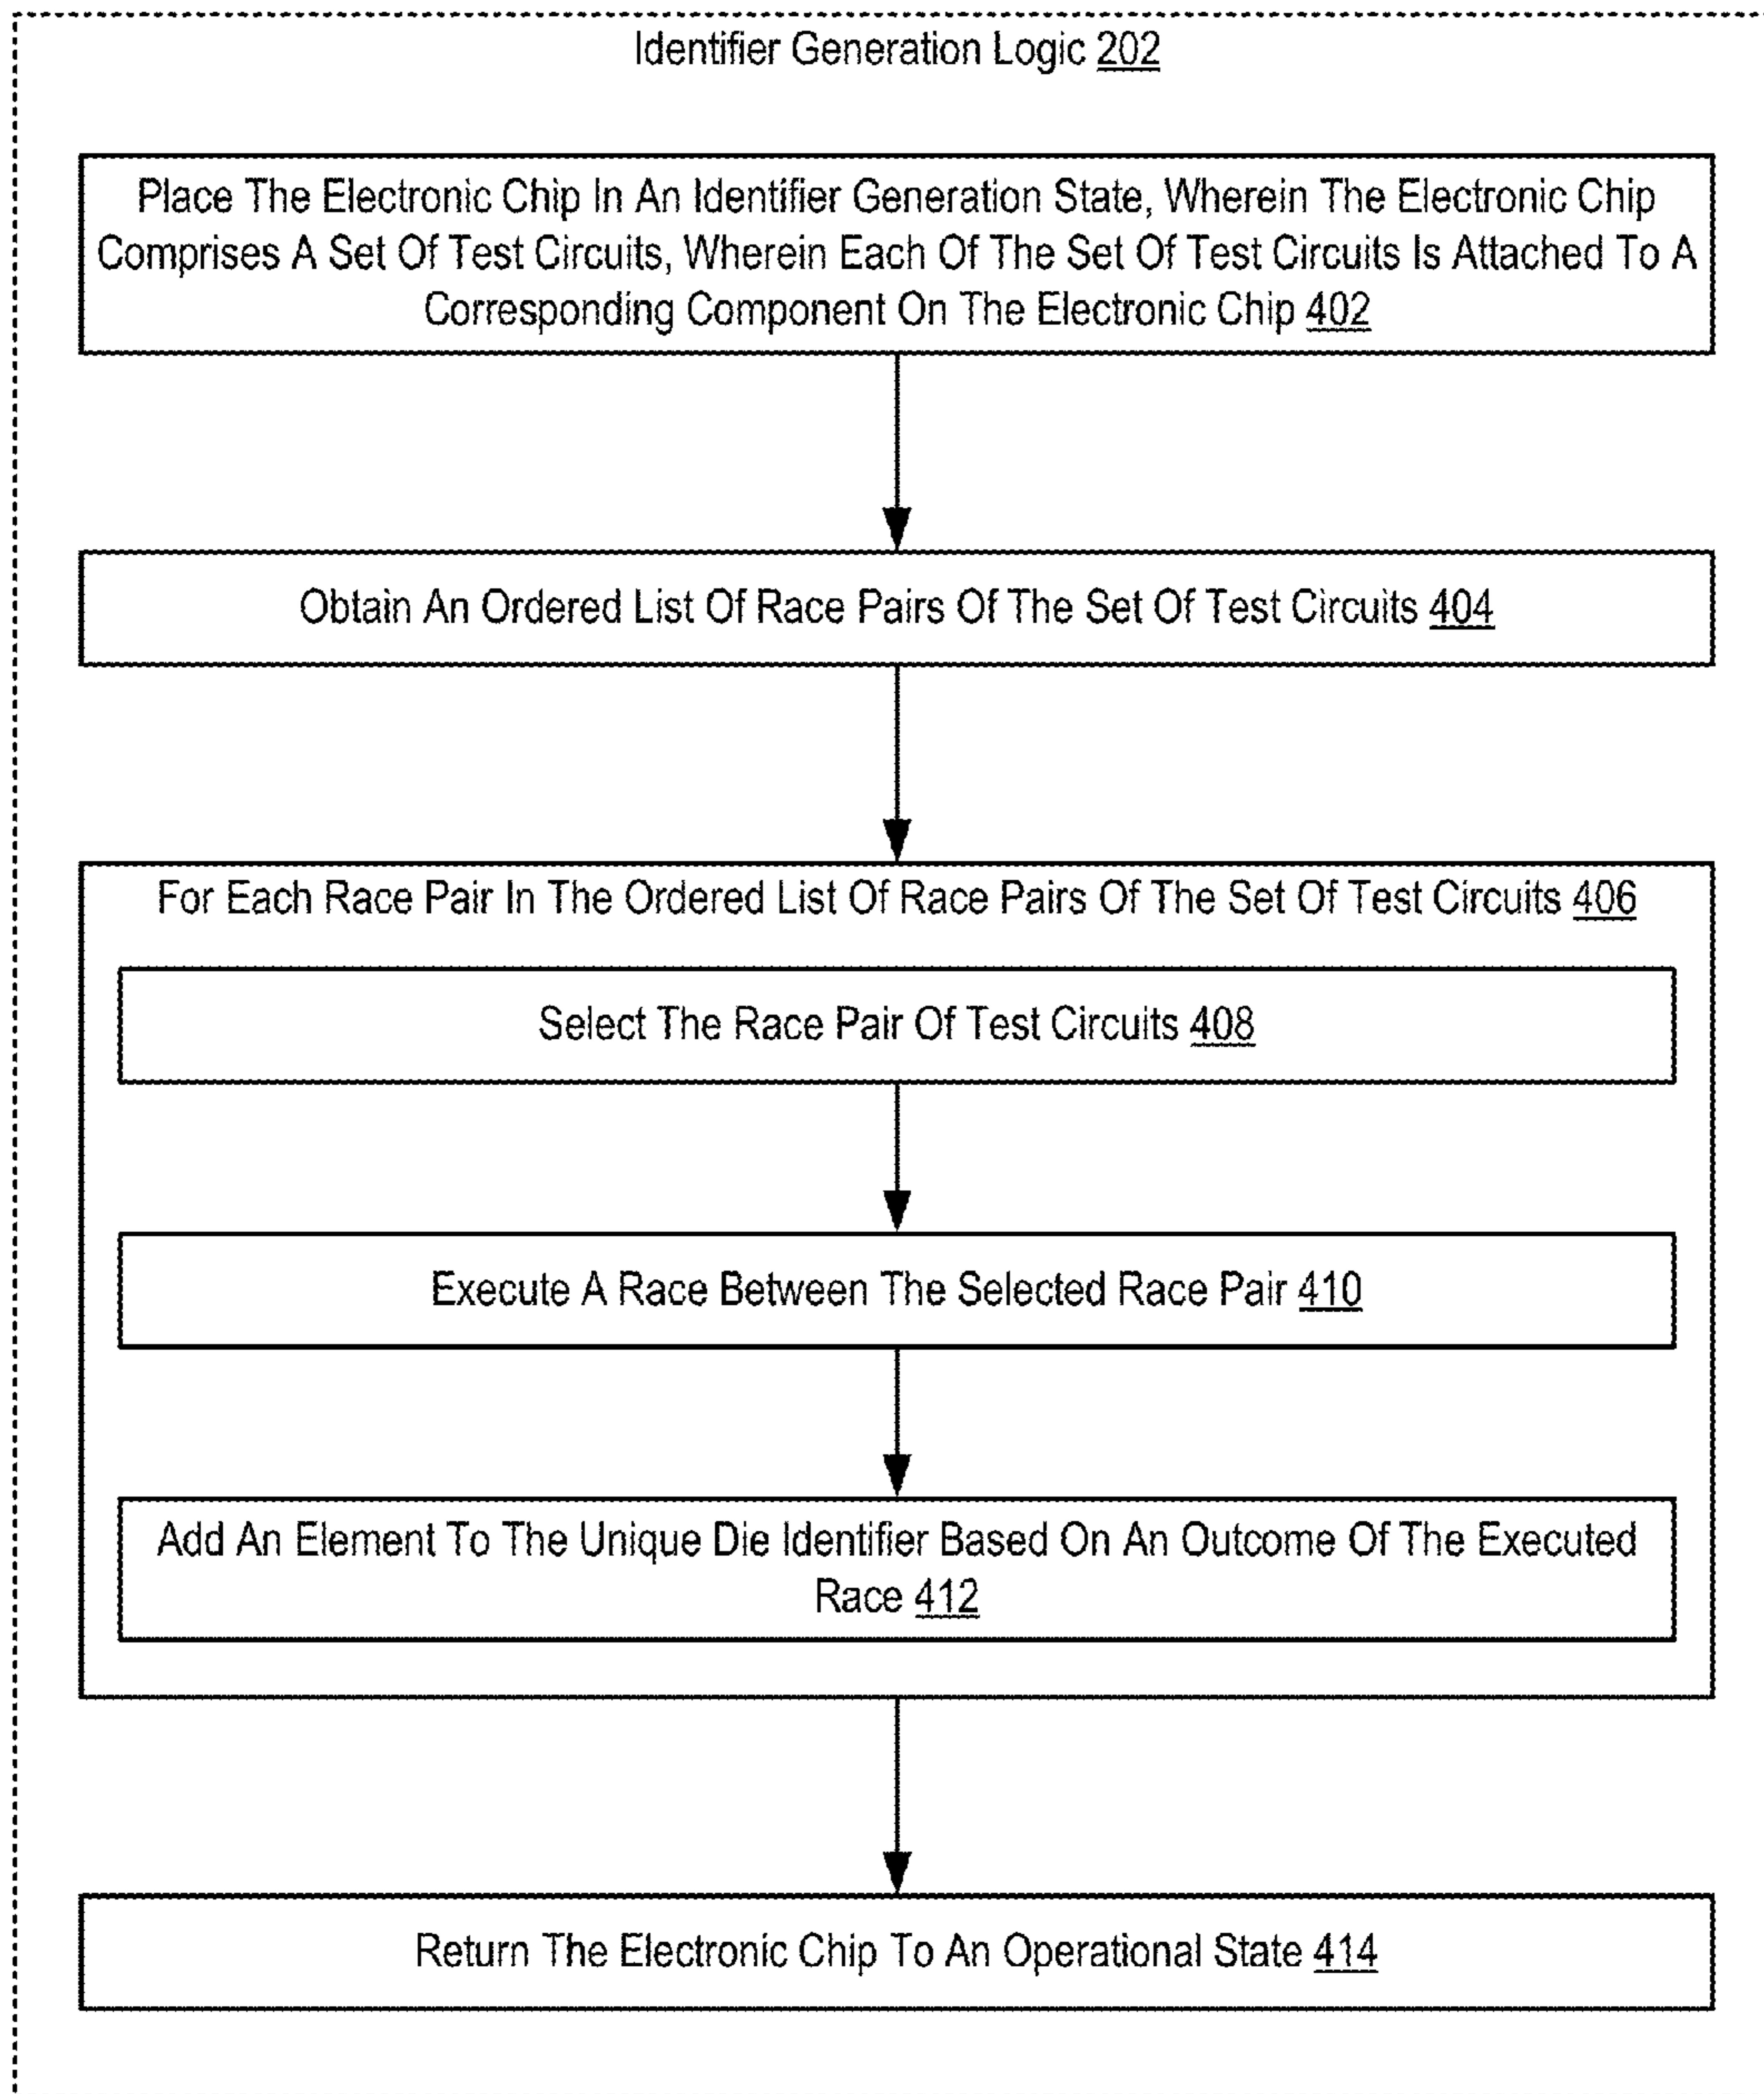 Identifier Generation Logic 202
Place The Electronic Chip In An Identifier Generation State, Wherein The Electronic Chip
Comprises A Set Of Test Circuits, Wherein Each Of The Set Of Test Circuits Is Attached To A
Corresponding Component On The Electronic Chip 402
Obtain An Ordered List Of Race Pairs Of The Set Of Test Circuits 404
For Each Race Pair In The Ordered List Of Race Pairs Of The Set Of Test Circuits 406
Select The Race Pair Of Test Circuits 408
Execute A Race Between The Selected Race Pair 410
Add An Element To The Unique Die Identifier Based On An Outcome Of The Executed
Race 412
Return The Electronic Chip To An Operational State 414